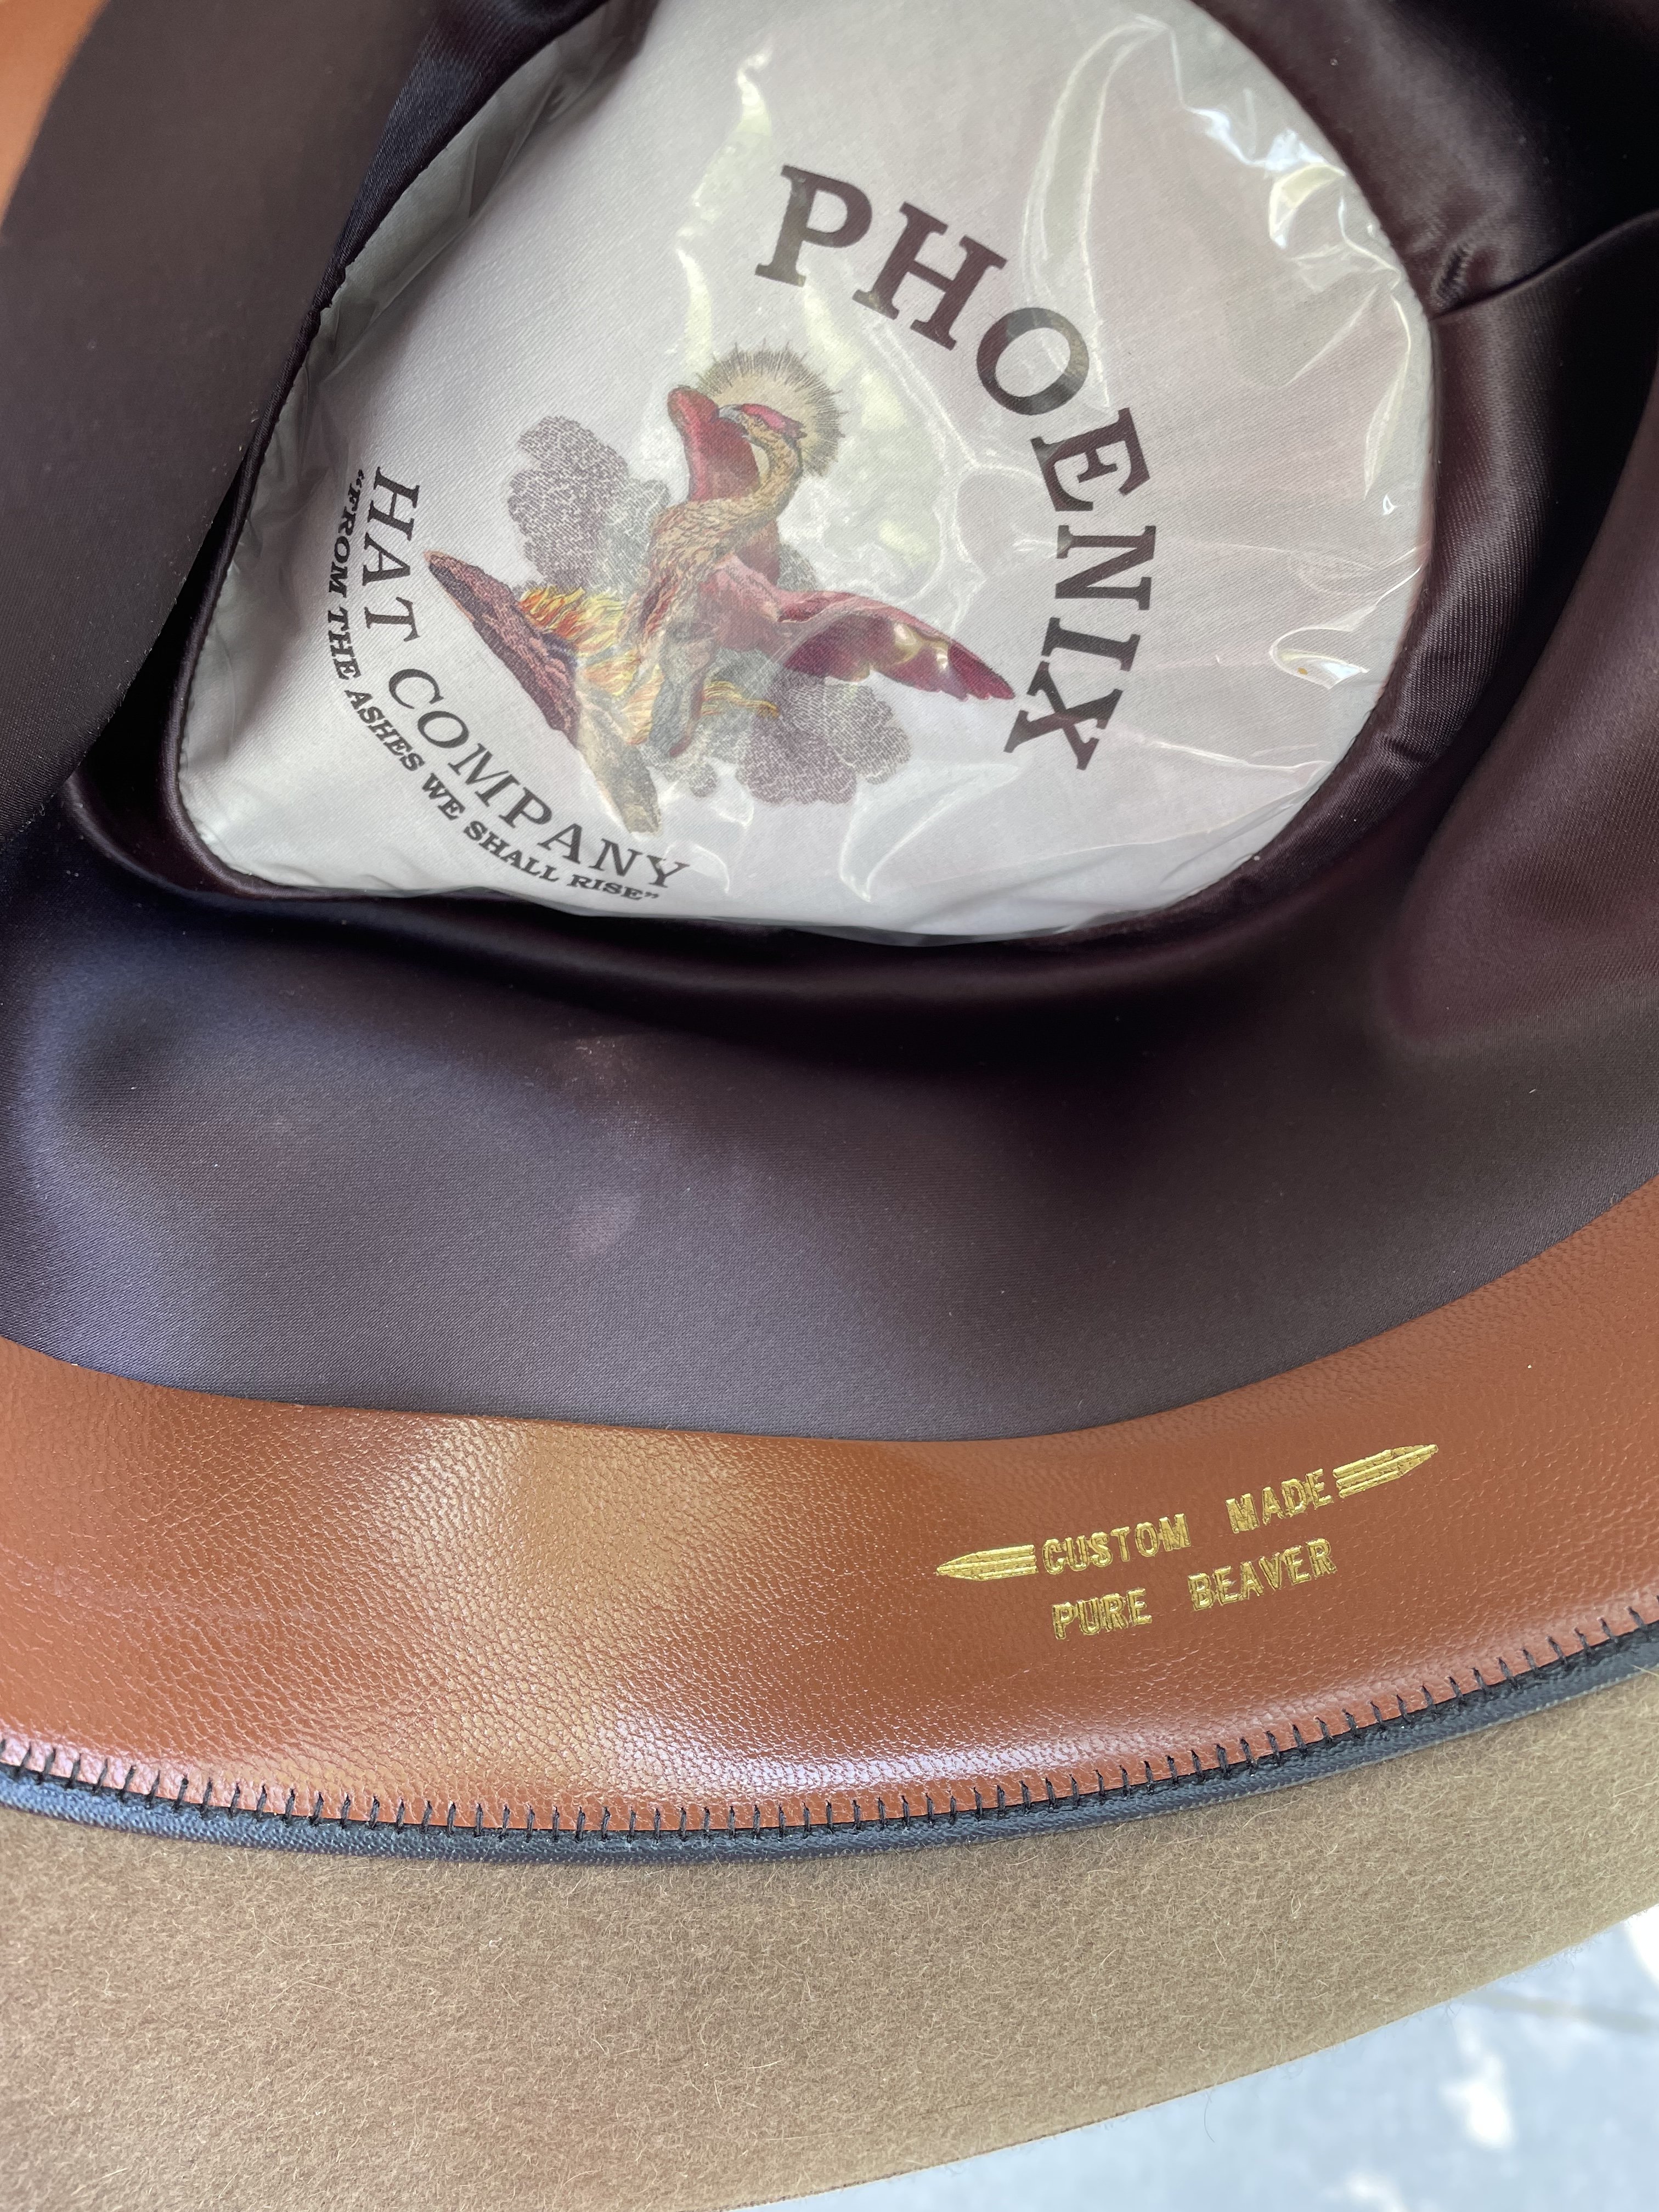 PHOENIX
HAT COMPANY
“FROM THE ASHES WE SHALL RISE”
CUSTOM MADE
PURE BEAVER